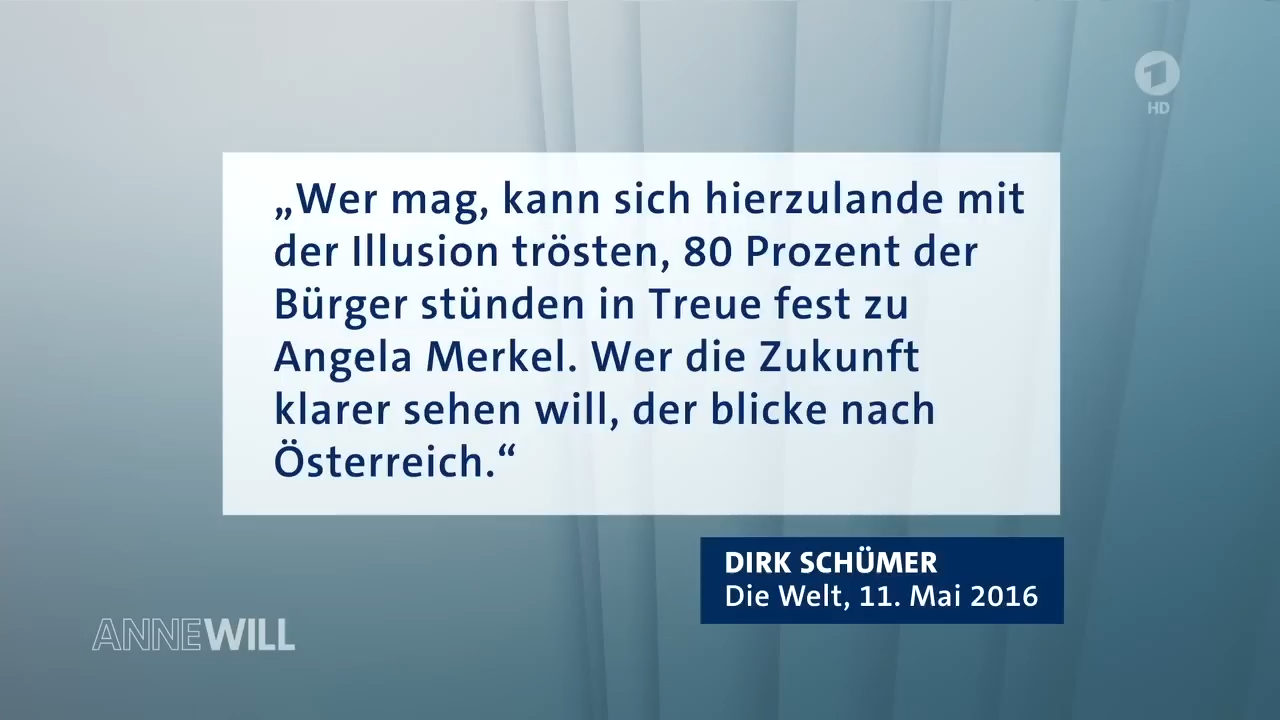 1
HD
„Wer mag, kann sich hierzulande mit
der Illusion trösten, 80 Prozent der
Bürger stünden in Treue fest zu
Angela Merkel. Wer die Zukunft
klarer sehen will, der blicke nach
Österreich.“
DIRK SCHÜMER
Die Welt, 11. Mai 2016
ANNEWILL